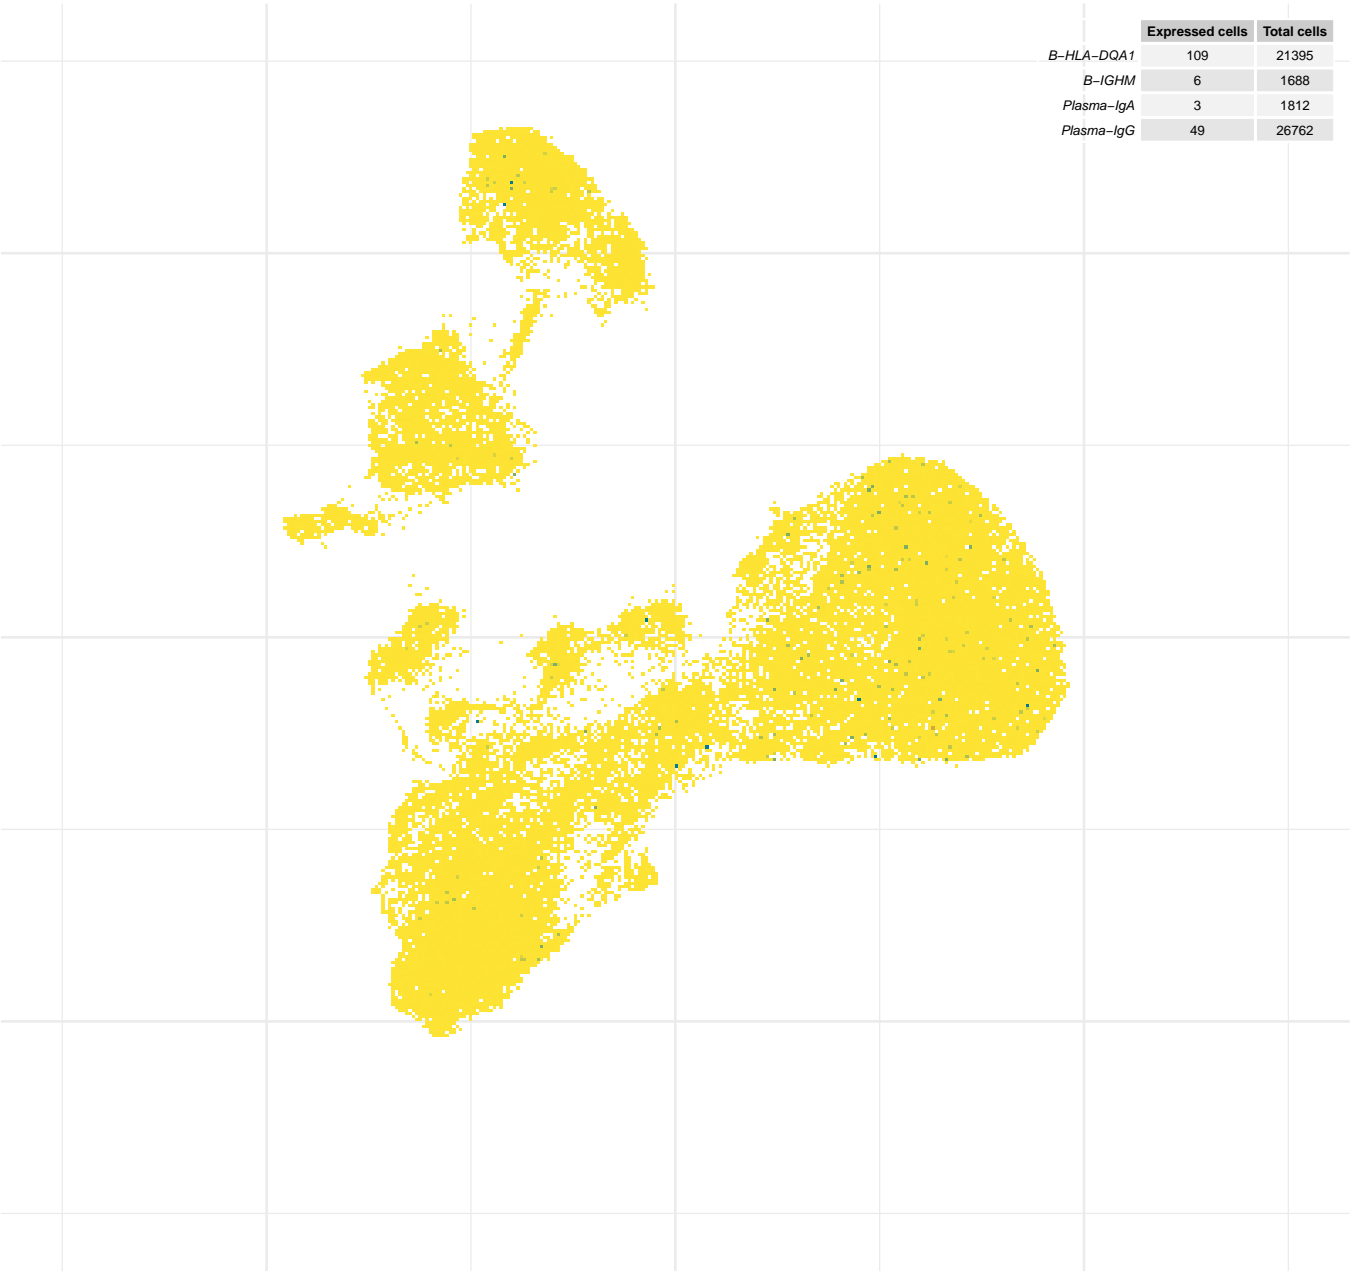 Expressed cells Total cells
B−HLA−DQA1 109 21395
B−IGHM 6 1688
Plasma−IgA 3 1812
Plasma−IgG 49 26762